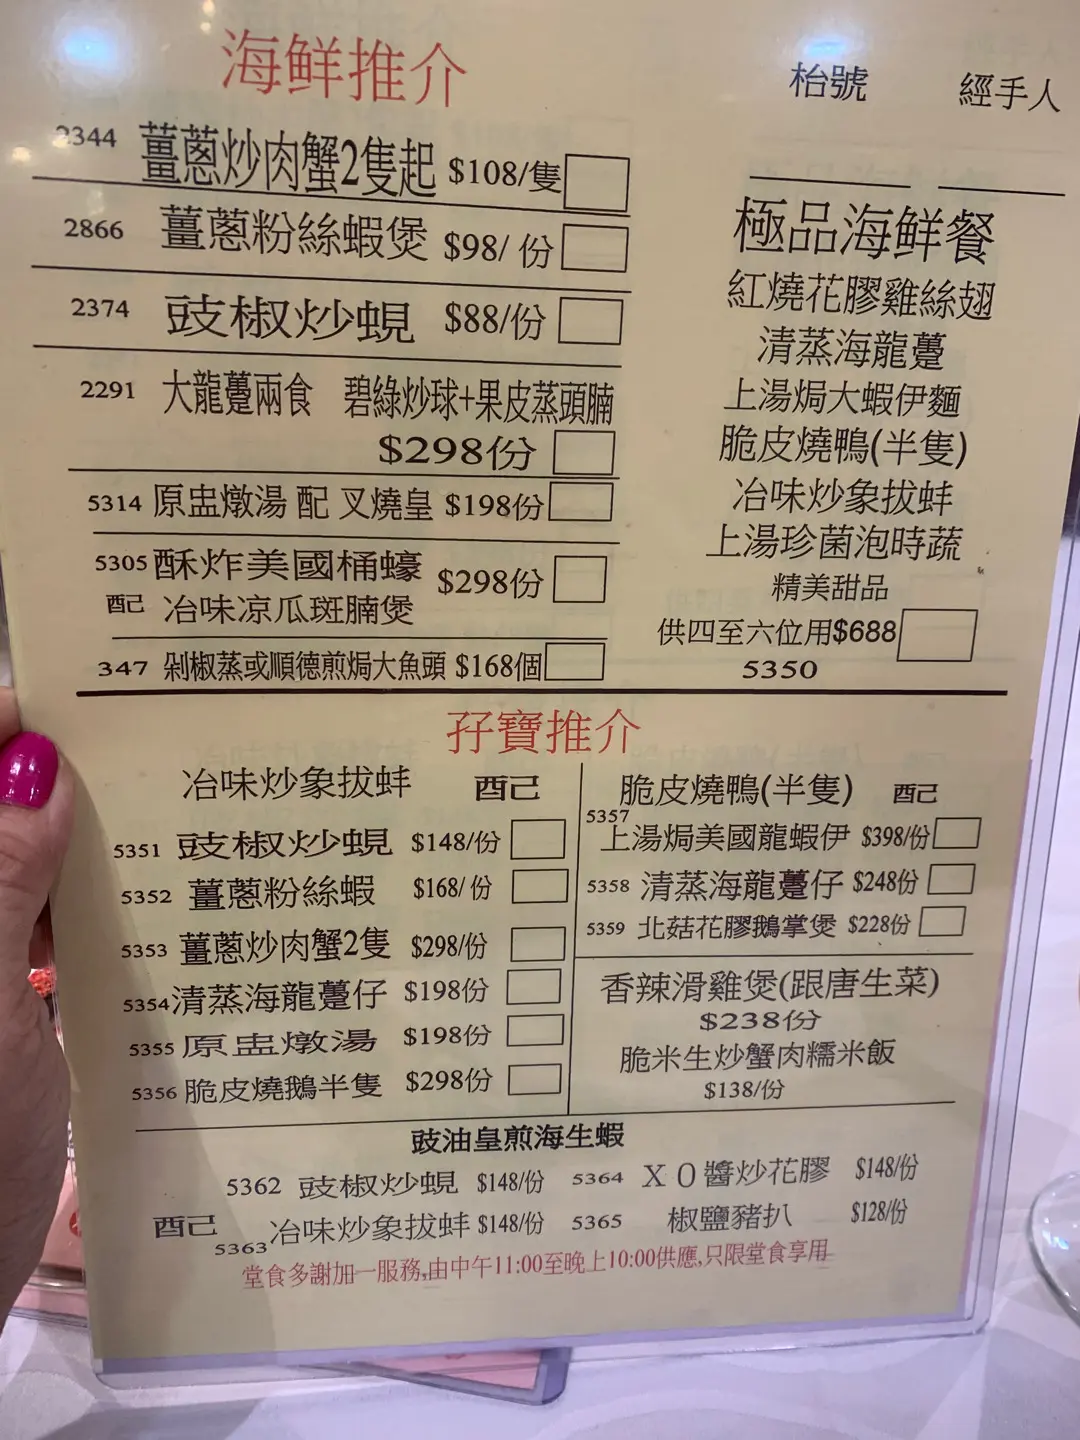 海鮮推介
枱號 經手人
2344 薑蔥炒肉蟹2隻起 $108/隻
2866 薑蔥粉絲蝦煲 $98/ 份
2374 豉椒炒蜆 $88/份
2291 大龍躉兩食 碧綠炒球+果皮蒸頭腩
$298份
5314 原盅燉湯 配 叉燒皇 $198份
5305 酥炸美國桶蠔 $298份
配 冶味凉瓜斑腩煲
347 剁椒蒸或順德煎焗大魚頭 $168個
極品海鮮餐
紅燒花膠雞絲翅
清蒸海龍躉
上湯焗大蝦伊麵
脆皮燒鴨(半隻)
冶味炒象拔蚌
上湯珍菌泡時蔬
精美甜品
供四至六位用$688
5350
孖寶推介
冶味炒象拔蚌 配
5351 豉椒炒蜆 $148/份
5352 薑蔥粉絲蝦 $168/ 份
5353 薑蔥炒肉蟹2隻 $298/份
5354 清蒸海龍躉仔 $198份
5355 原盅燉湯 $198份
5356 脆皮燒鵝半隻 $298份
脆皮燒鴨(半隻) 配
5357 上湯焗美國龍蝦伊 $398/份
5358 清蒸海龍躉仔 $248份
5359 北菇花膠鵝掌煲 $228份
香辣滑雞煲(跟唐生菜)
$238份
脆米生炒蟹肉糯米飯
$138/份
豉油皇煎海生蝦
5362 豉椒炒蜆 $148/份 5364 XO醬炒花膠 $148/份
配 5363 冶味炒象拔蚌 $148/份 5365 椒鹽豬扒 $128/份
堂食多謝加一服務,由中午11:00至晚上10:00供應,只限堂食享用